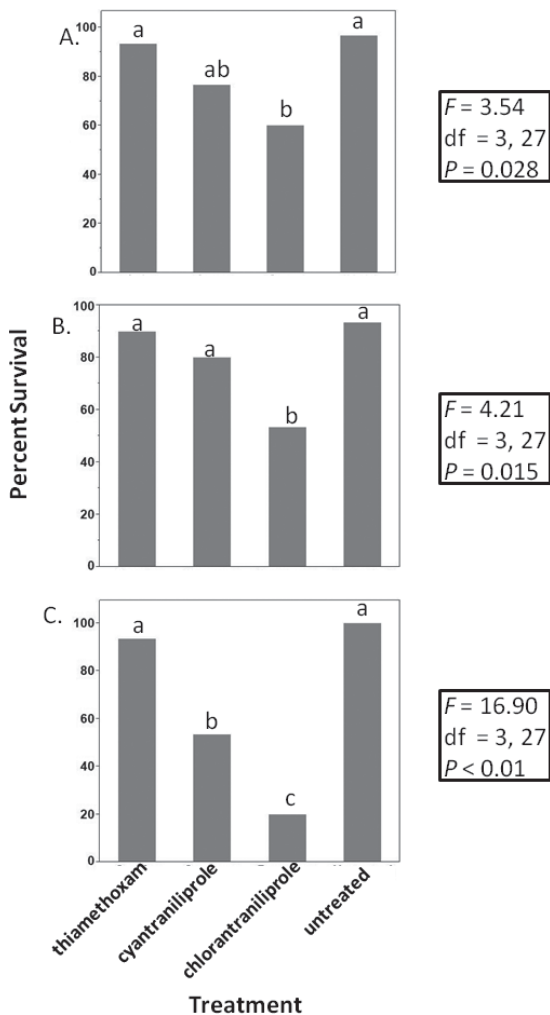 A.
100
80
60
40
20
0
a
ab
b
a
F = 3.54
df = 3, 27
P = 0.028
B.
100
80
60
40
20
0
a
a
b
a
F = 4.21
df = 3, 27
P = 0.015
Percent Survival
C.
100
80
60
40
20
0
a
b
c
a
F = 16.90
df = 3, 27
P < 0.01
thiamethoxam
cyantraniliprole
chlorantraniliprole
untreated
Treatment